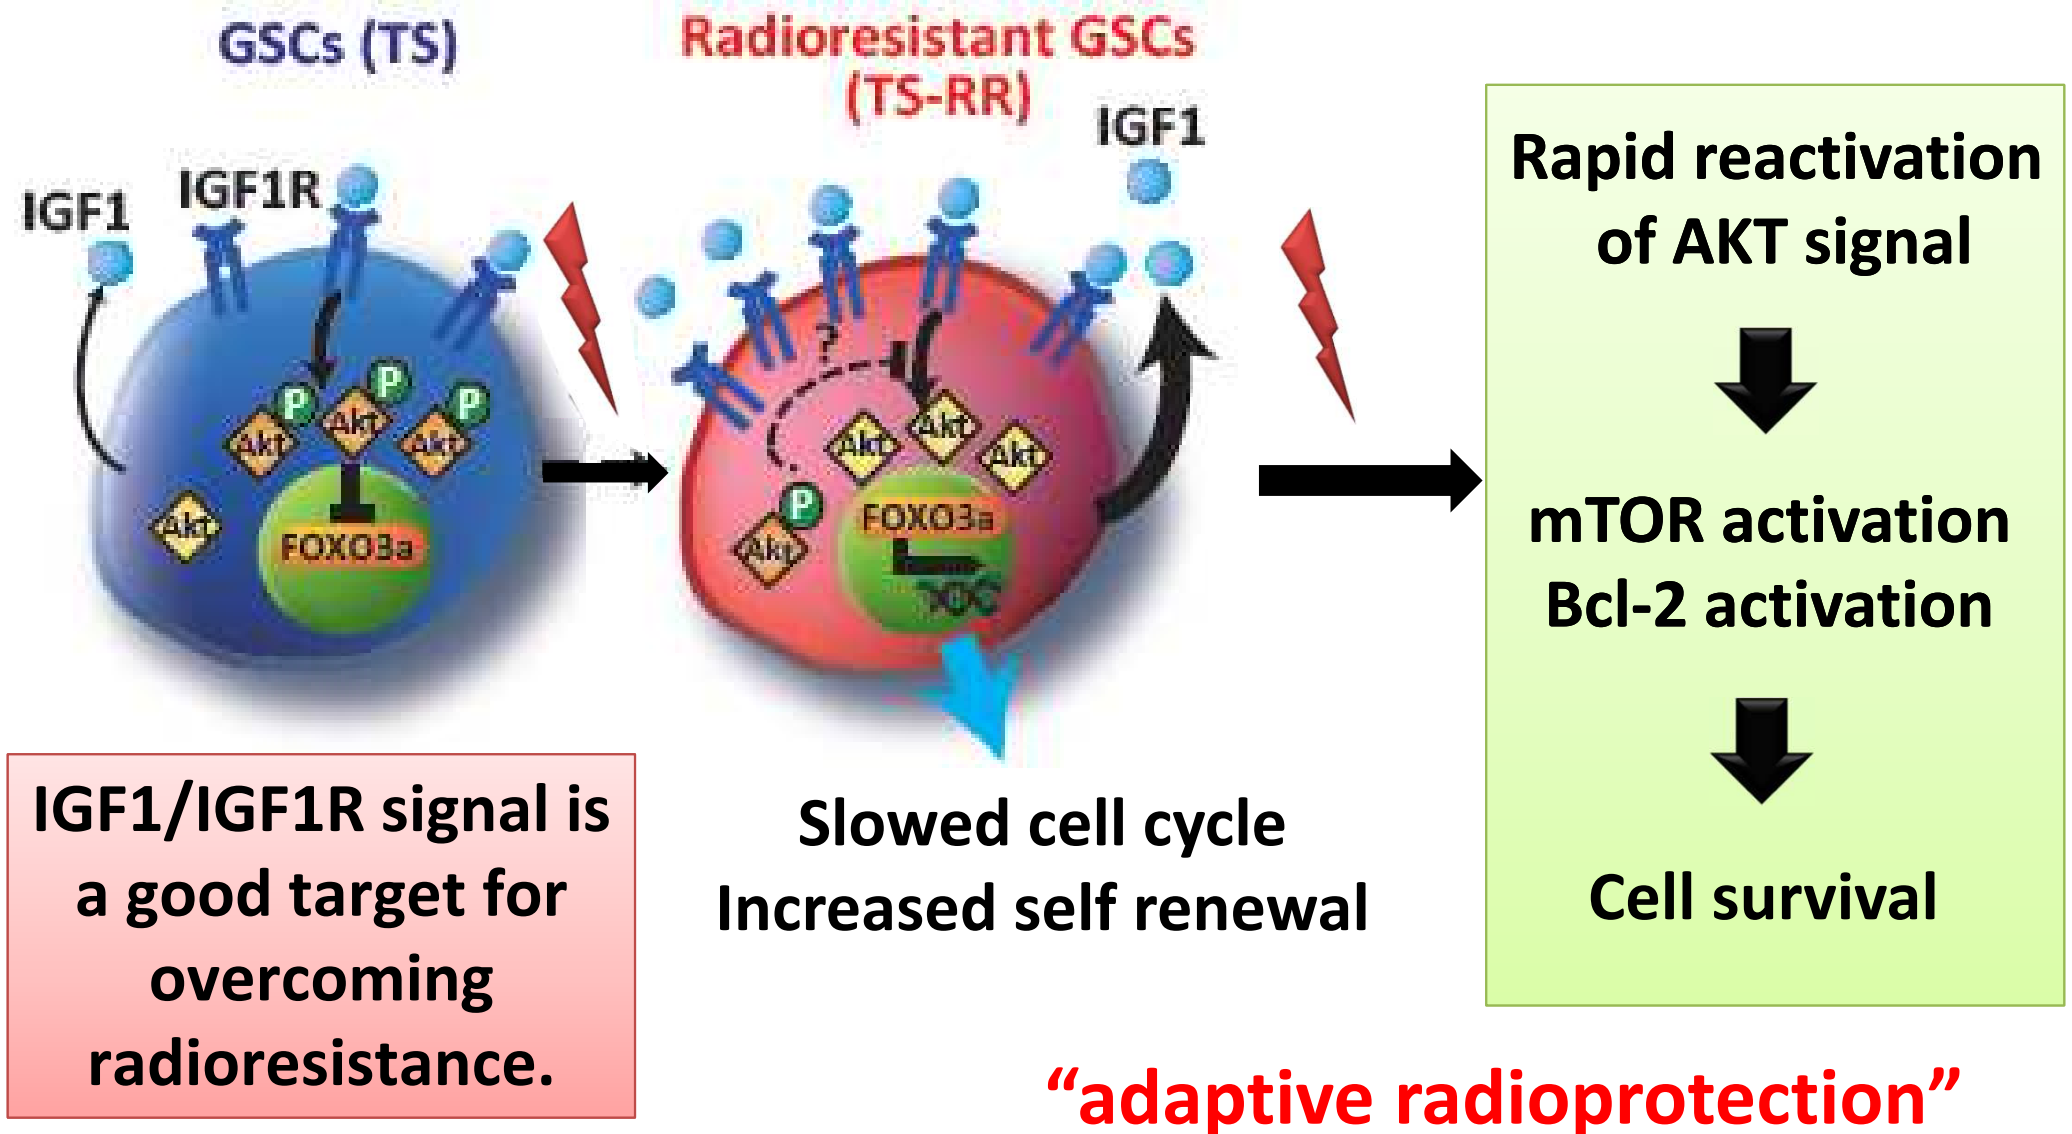 GSCs (TS)
IGF1
IGF1R
P
P
P
Akt
Akt
Akt
Akt
FOXO3a
Radioresistant GSCs
(TS-RR)
IGF1
?
Akt
Akt
Akt
P
Akt
FOXO3a
Slowed cell cycle
Increased self renewal
Rapid reactivation
of AKT signal
mTOR activation
Bcl-2 activation
Cell survival
IGF1/IGF1R signal is
a good target for
overcoming
radioresistance.
“adaptive radioprotection”